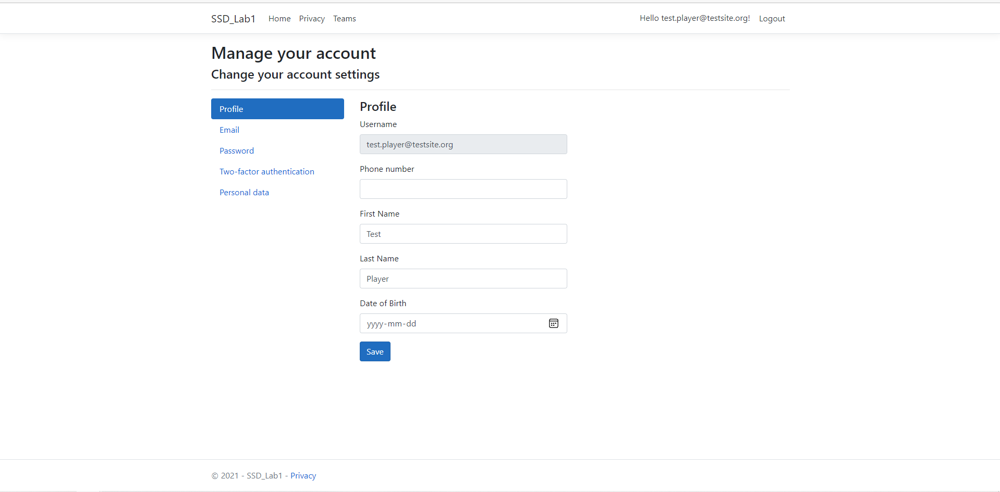 SSD_Lab1 Home Privacy Teams Hello test.player@testsite.org! Logout
Manage your account
Change your account settings
Profile
Email
Password
Two-factor authentication
Personal data
Profile
Username
test.player@testsite.org
Phone number
First Name
Test
Last Name
Player
Date of Birth
yyyy-mm-dd
Save
© 2021 - SSD_Lab1 - Privacy